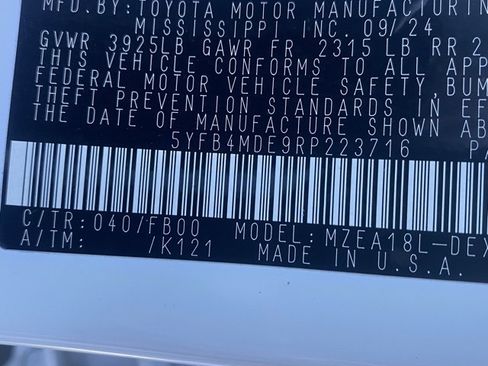 MFD.BY:TOYOTA MOTOR MANUFACTURIN
MISSISSIPPI INC. 09/24
GVWR 3925LB GAWR FR 2315 LB RR 2
THIS VEHICLE CONFORMS TO ALL APP
FEDERAL MOTOR VEHICLE SAFETY, BUM
THEFT PREVENTION STANDARDS IN EF
THE DATE OF MANUFACTURE SHOWN AB
5YFB4MDE9RP223716 PA
C/TR: 040/FB00 MODEL: MZEA18L-DEX
A/TM: /K121 MADE IN U.S.A.